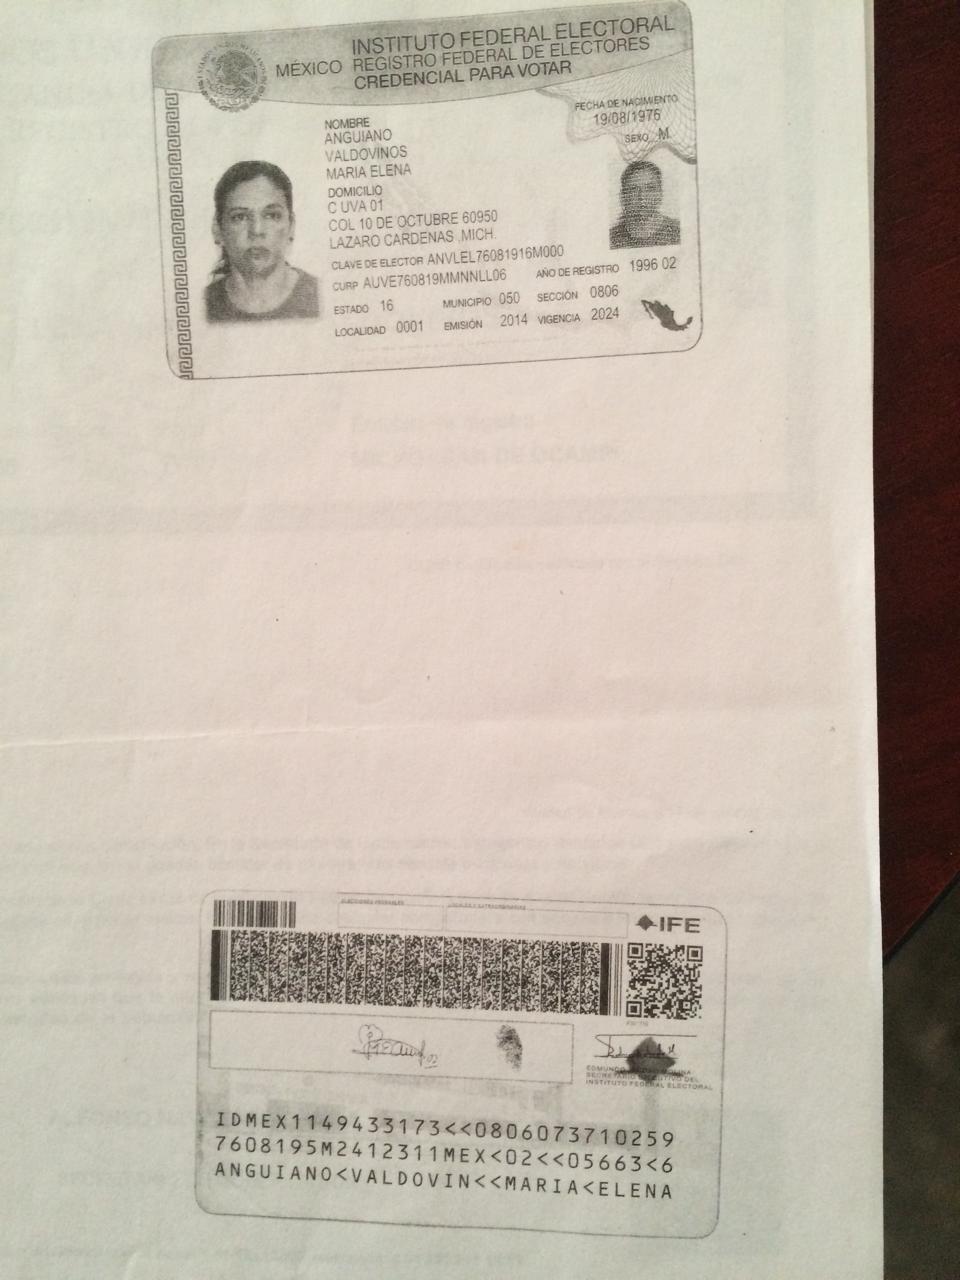 INSTITUTO FEDERAL ELECTORAL
MÉXICO REGISTRO FEDERAL DE ELECTORES
CREDENCIAL PARA VOTAR
FECHA DE NACIMIENTO
19/08/1976
SEXO M
NOMBRE
ANGUIANO
VALDOVINOS
MARIA ELENA
DOMICILIO
C UVA 01
COL 10 DE OCTUBRE 60950
LAZARO CARDENAS ,MICH.
CLAVE DE ELECTOR ANVLEL76081916M000
CURP AUVE760819MMNNLL06 AÑO DE REGISTRO 1996 02
ESTADO 16 MUNICIPIO 050 SECCIÓN 0806
LOCALIDAD 0001 EMISIÓN 2014 VIGENCIA 2024
ELECCIONES FEDERALES LOCALES Y EXTRAORDINARIAS
IFE
SECRETARIO EJECUTIVO DEL
INSTITUTO FEDERAL ELECTORAL
IDMEX1149433173<<0806073710259
7608195M2412311MEX<02<<05663<6
ANGUIANO<VALDOVIN<<MARIA<ELENA